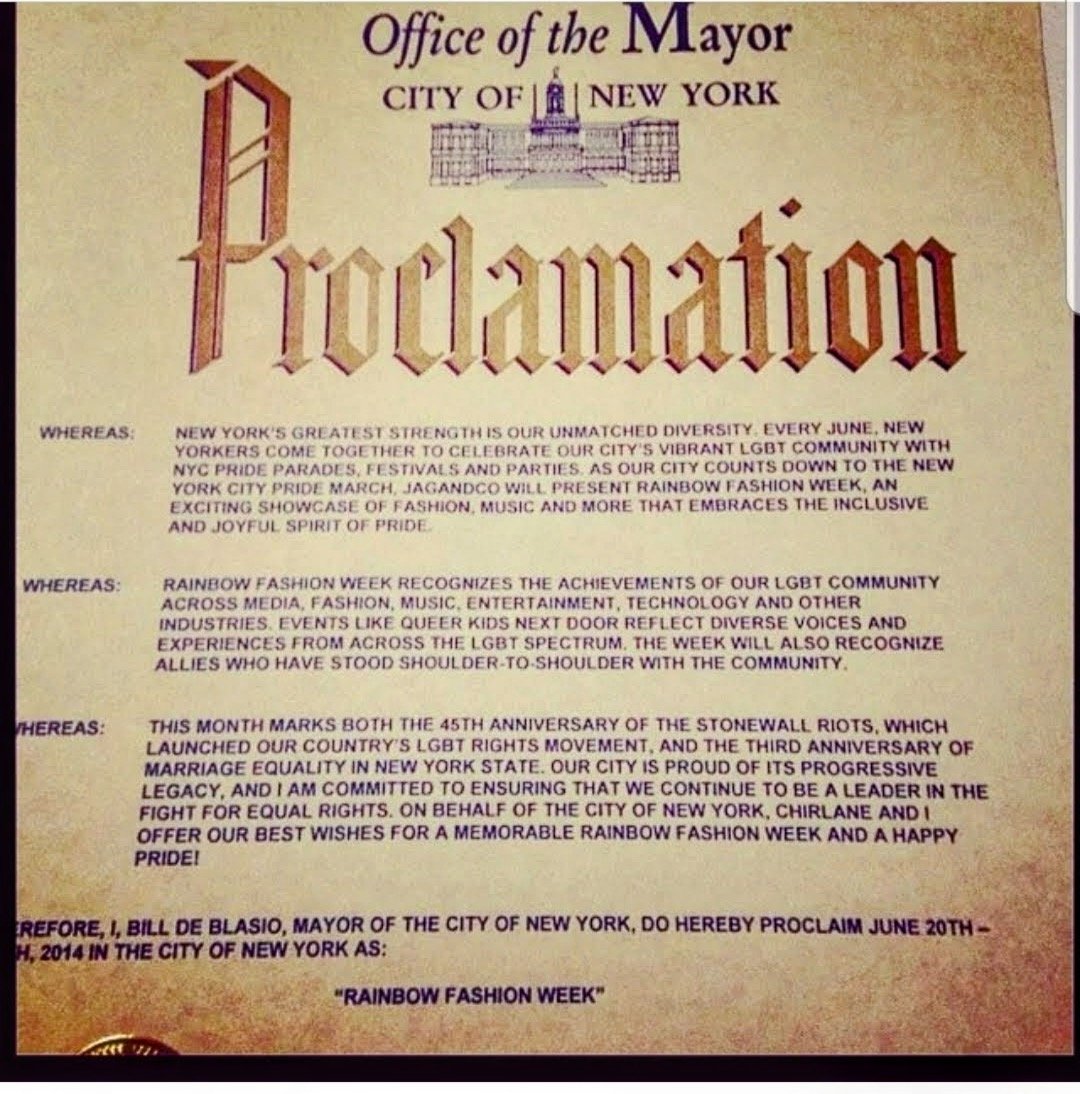 Office of the Mayor
CITY OF NEW YORK
Proclamation
WHEREAS: NEW YORK'S GREATEST STRENGTH IS OUR UNMATCHED DIVERSITY. EVERY JUNE, NEW
YORKERS COME TOGETHER TO CELEBRATE OUR CITY'S VIBRANT LGBT COMMUNITY WITH
NYC PRIDE PARADES, FESTIVALS AND PARTIES. AS OUR CITY COUNTS DOWN TO THE NEW
YORK CITY PRIDE MARCH, JAGANDCO WILL PRESENT RAINBOW FASHION WEEK, AN
EXCITING SHOWCASE OF FASHION, MUSIC AND MORE THAT EMBRACES THE INCLUSIVE
AND JOYFUL SPIRIT OF PRIDE.
WHEREAS: RAINBOW FASHION WEEK RECOGNIZES THE ACHIEVEMENTS OF OUR LGBT COMMUNITY
ACROSS MEDIA, FASHION, MUSIC, ENTERTAINMENT, TECHNOLOGY AND OTHER
INDUSTRIES. EVENTS LIKE QUEER KIDS NEXT DOOR REFLECT DIVERSE VOICES AND
EXPERIENCES FROM ACROSS THE LGBT SPECTRUM. THE WEEK WILL ALSO RECOGNIZE
ALLIES WHO HAVE STOOD SHOULDER-TO-SHOULDER WITH THE COMMUNITY.
HEREAS: THIS MONTH MARKS BOTH THE 45TH ANNIVERSARY OF THE STONEWALL RIOTS, WHICH
LAUNCHED OUR COUNTRY'S LGBT RIGHTS MOVEMENT, AND THE THIRD ANNIVERSARY OF
MARRIAGE EQUALITY IN NEW YORK STATE. OUR CITY IS PROUD OF ITS PROGRESSIVE
LEGACY, AND I AM COMMITTED TO ENSURING THAT WE CONTINUE TO BE A LEADER IN THE
FIGHT FOR EQUAL RIGHTS. ON BEHALF OF THE CITY OF NEW YORK, CHIRLANE AND I
OFFER OUR BEST WISHES FOR A MEMORABLE RAINBOW FASHION WEEK AND A HAPPY
PRIDE!
REFORE, I, BILL DE BLASIO, MAYOR OF THE CITY OF NEW YORK, DO HEREBY PROCLAIM JUNE 20TH –
H, 2014 IN THE CITY OF NEW YORK AS:
"RAINBOW FASHION WEEK"